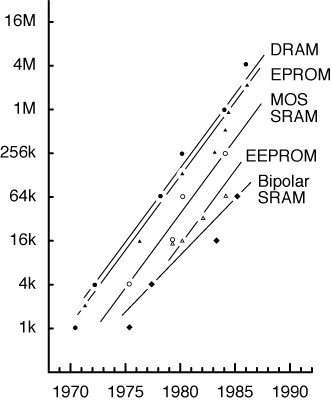 16M
4M
1M
256k
64k
16k
4k
1k
DRAM
EPROM
MOS
SRAM
EEPROM
Bipolar
SRAM
1970 1975 1980 1985 1990